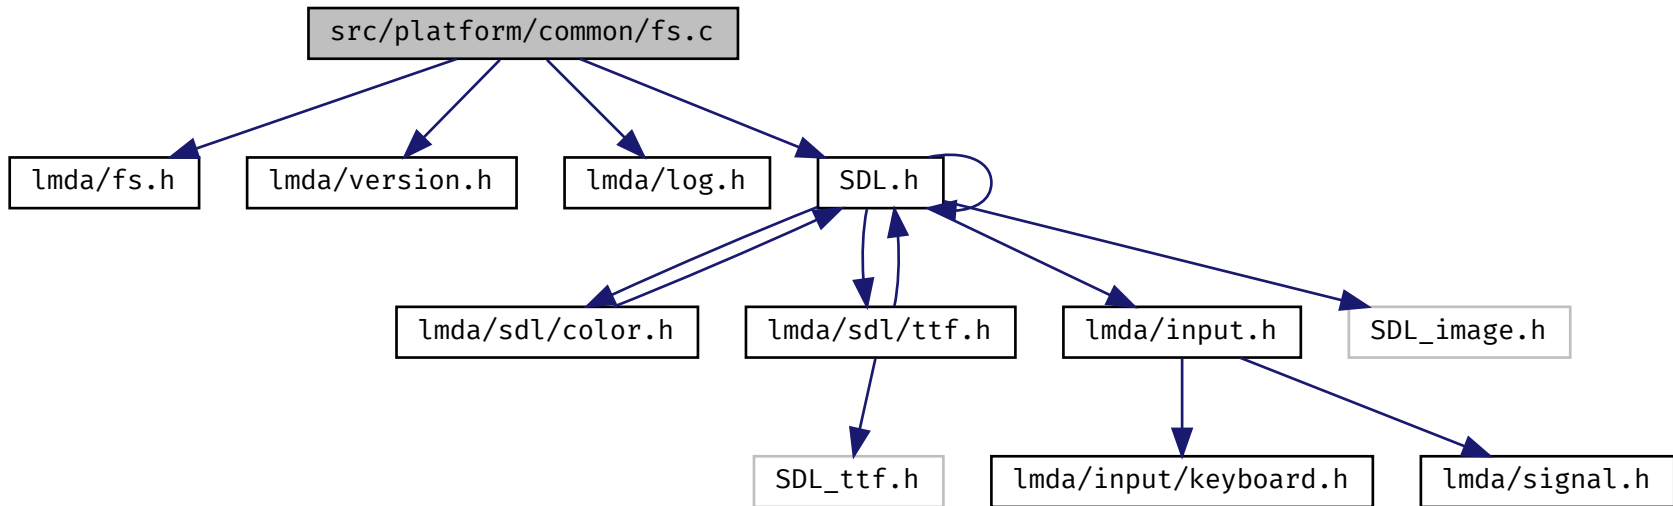 src/platform/common/fs.c
lmda/fs.h
lmda/version.h
lmda/log.h
SDL.h
lmda/sdl/color.h
lmda/sdl/ttf.h
lmda/input.h
SDL_image.h
SDL_ttf.h
lmda/input/keyboard.h
lmda/signal.h